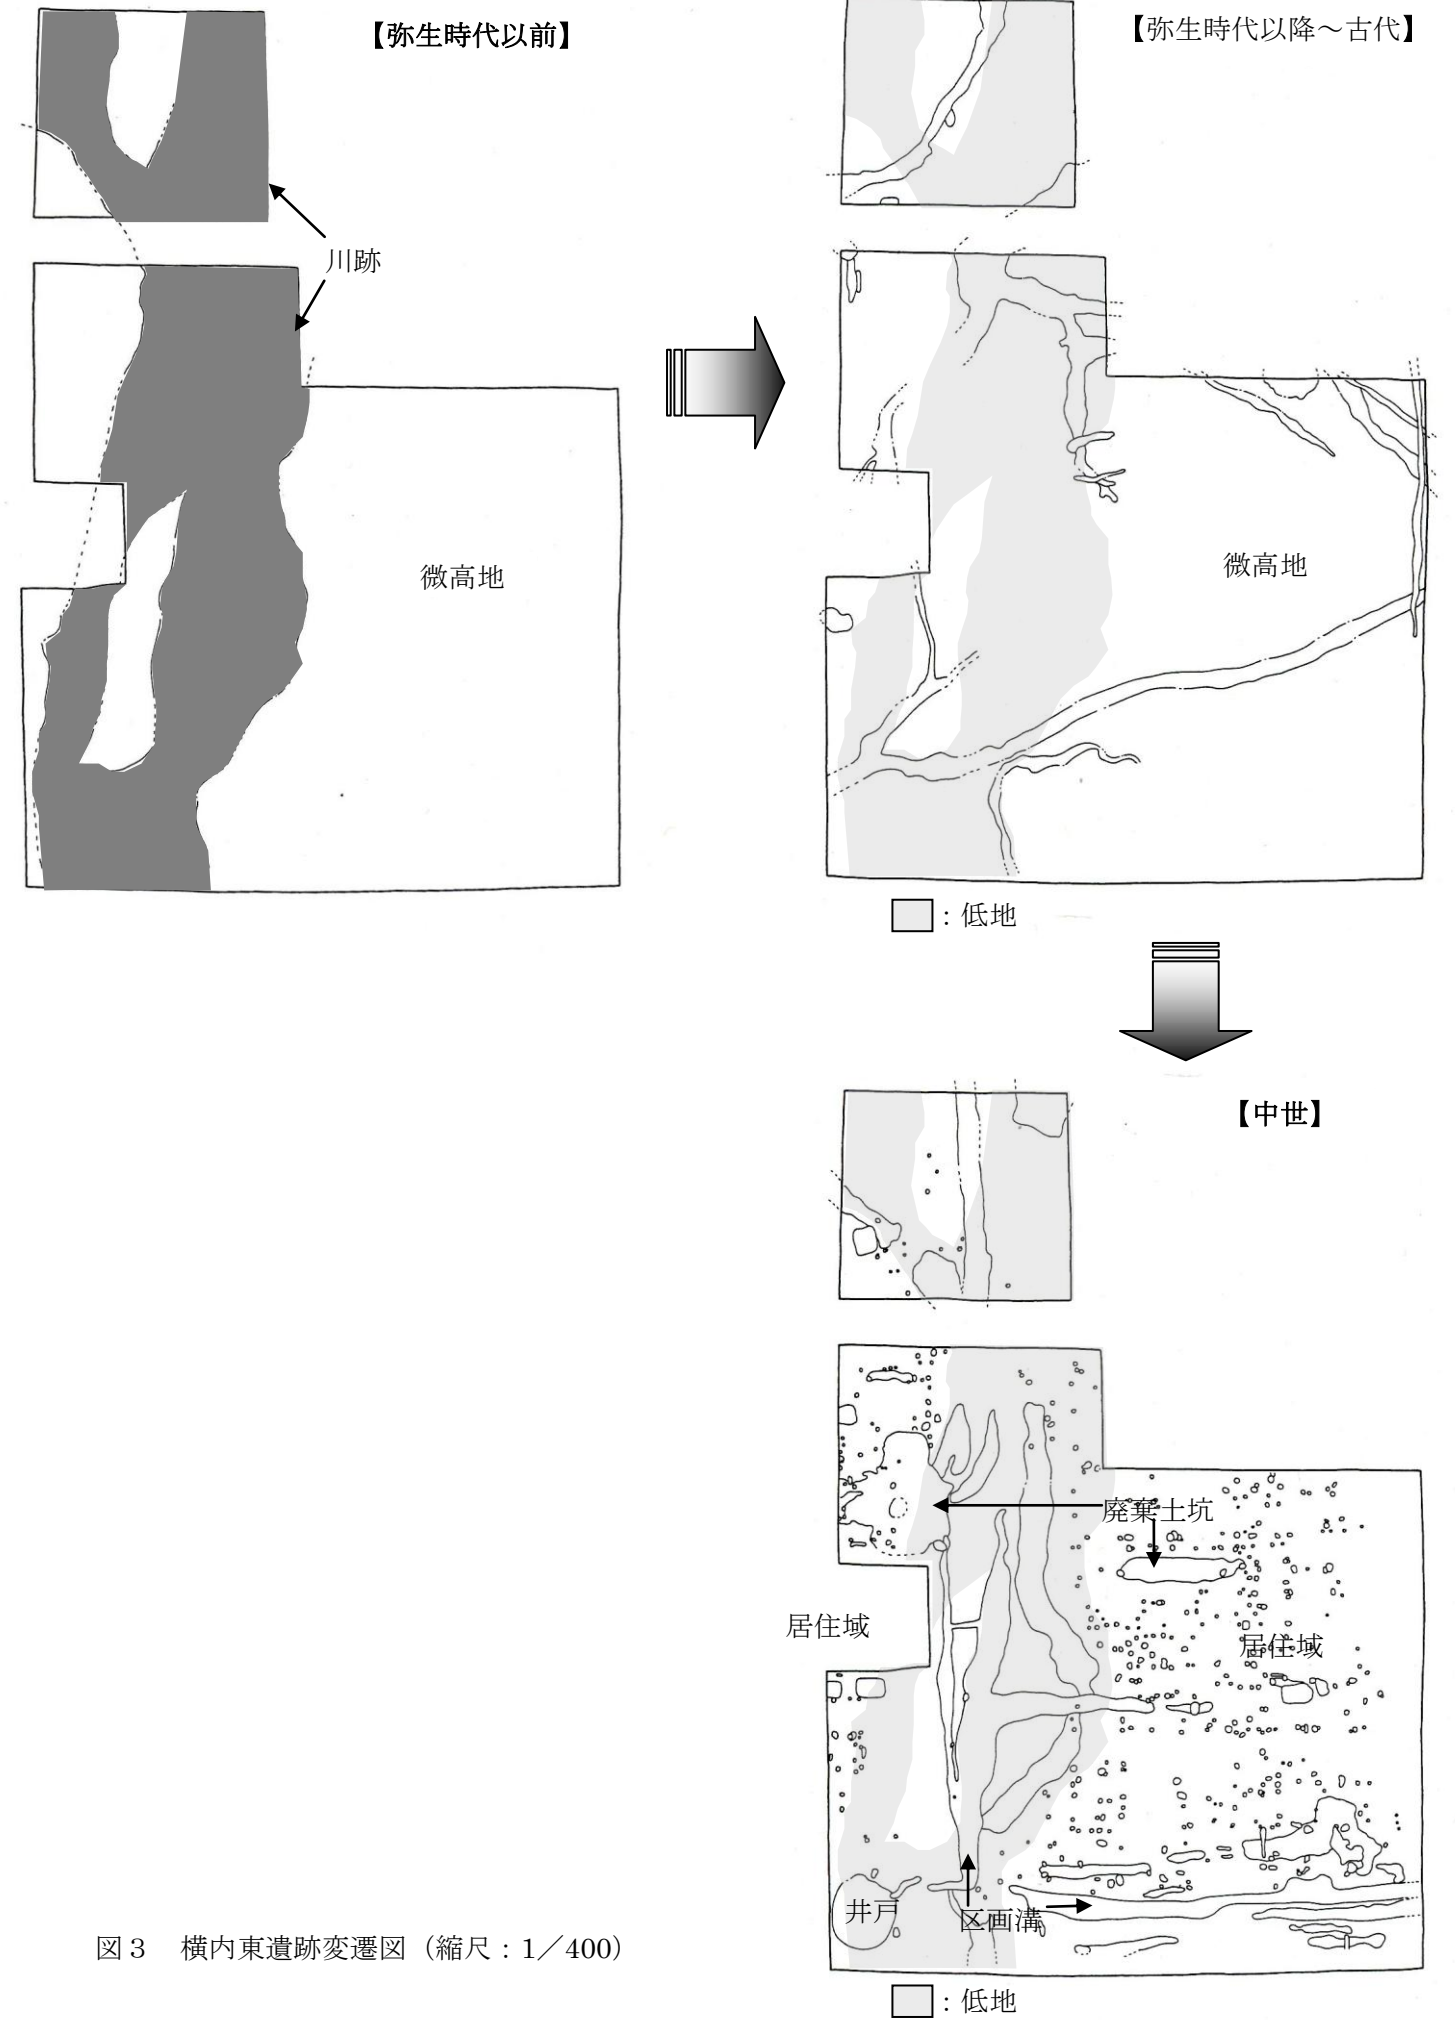 【弥生時代以前】
川跡
微高地
【弥生時代以降～古代】
微高地
：低地
【中世】
廃棄土坑
居住域
居住域
井戸
区画溝
：低地
図３　横内東遺跡変遷図（縮尺：1／400）